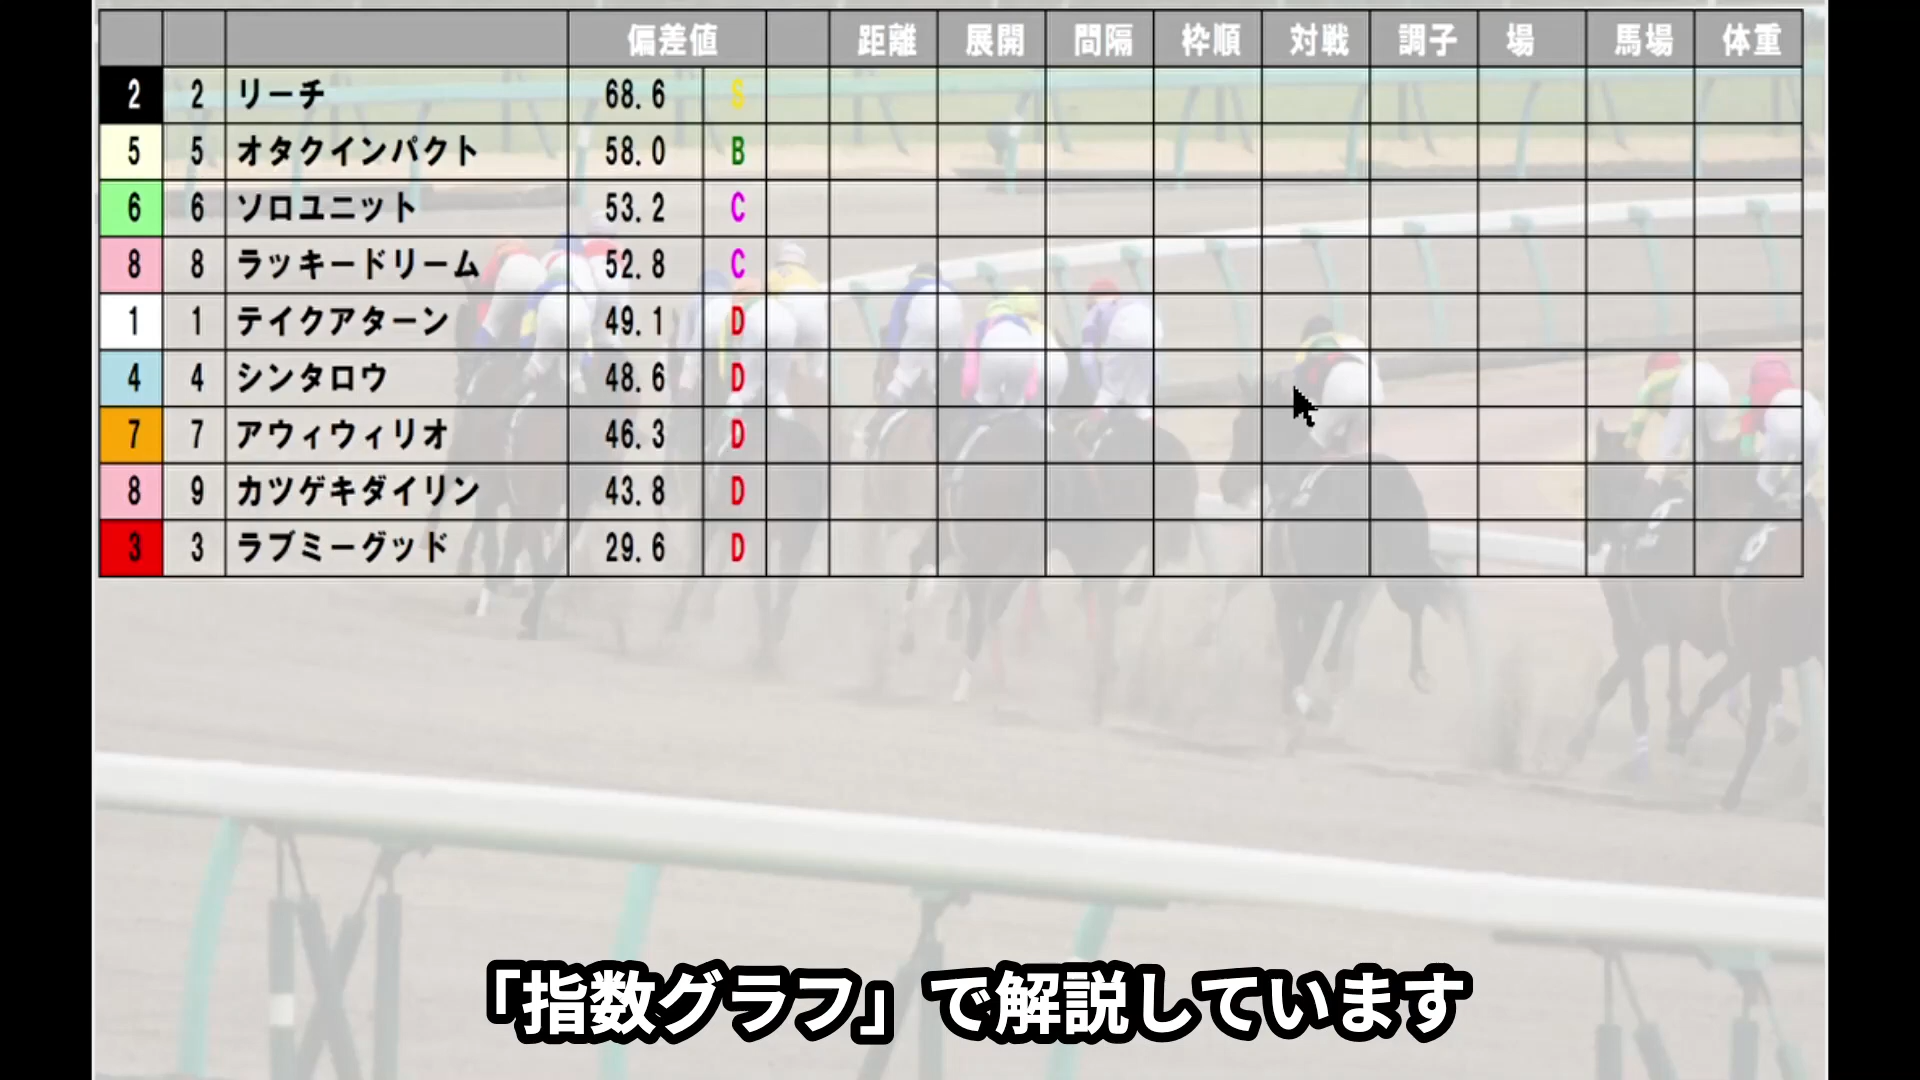 偏差値 距離 展開 間隔 枠順 対戦 調子 場 馬場 体重
2 2 リーチ 68.6 S
5 5 オタクインパクト 58.0 B
6 6 ソロユニット 53.2 C
8 8 ラッキードリーム 52.8 C
1 1 テイクアターン 49.1 D
4 4 シンタロウ 48.6 D
7 7 アウィウィリオ 46.3 D
8 9 カツゲキダイリン 43.8 D
3 3 ラブミーグッド 29.6 D
「指数グラフ」で解説しています